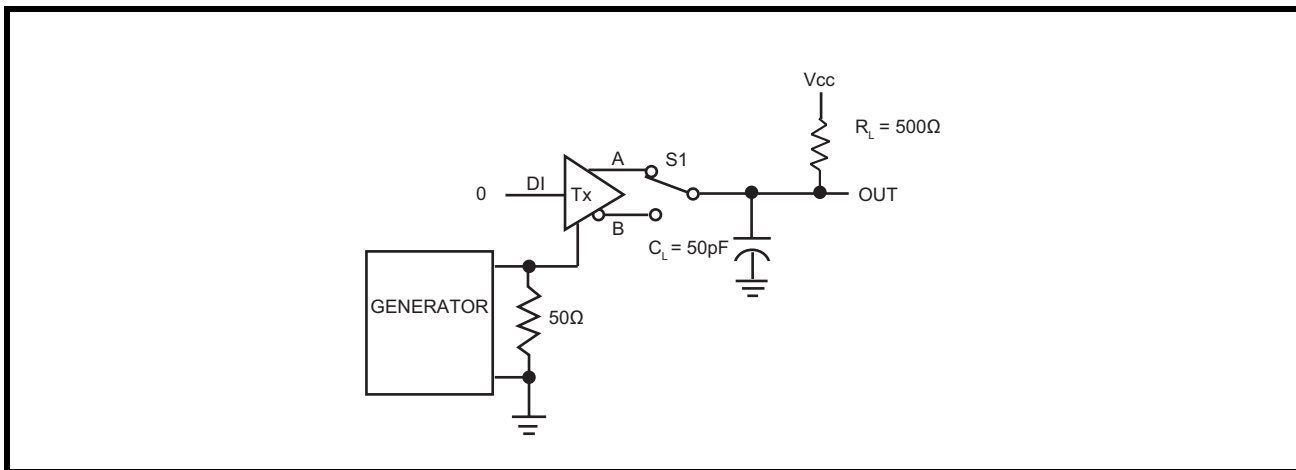 Vcc
R_L = 500Ω
A
S1
0
DI
Tx
OUT
B
C_L = 50pF
GENERATOR
50Ω